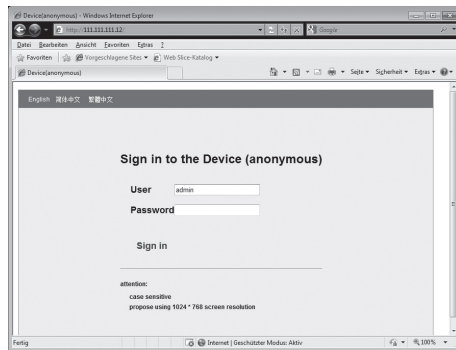 Device(anonymous) - Windows Internet Explorer
http://111.111.111.12/
Google
Datei Bearbeiten Ansicht Favoriten Extras ?
Favoriten Vorgeschlagene Sites Web Slice-Katalog
Device(anonymous)
Seite Sicherheit Extras
English 简体中文 繁體中文
Sign in to the Device (anonymous)
User admin
Password
Sign in
attention:
case sensitive
propose using 1024 * 768 screen resolution
Fertig Internet | Geschützter Modus: Aktiv 100%